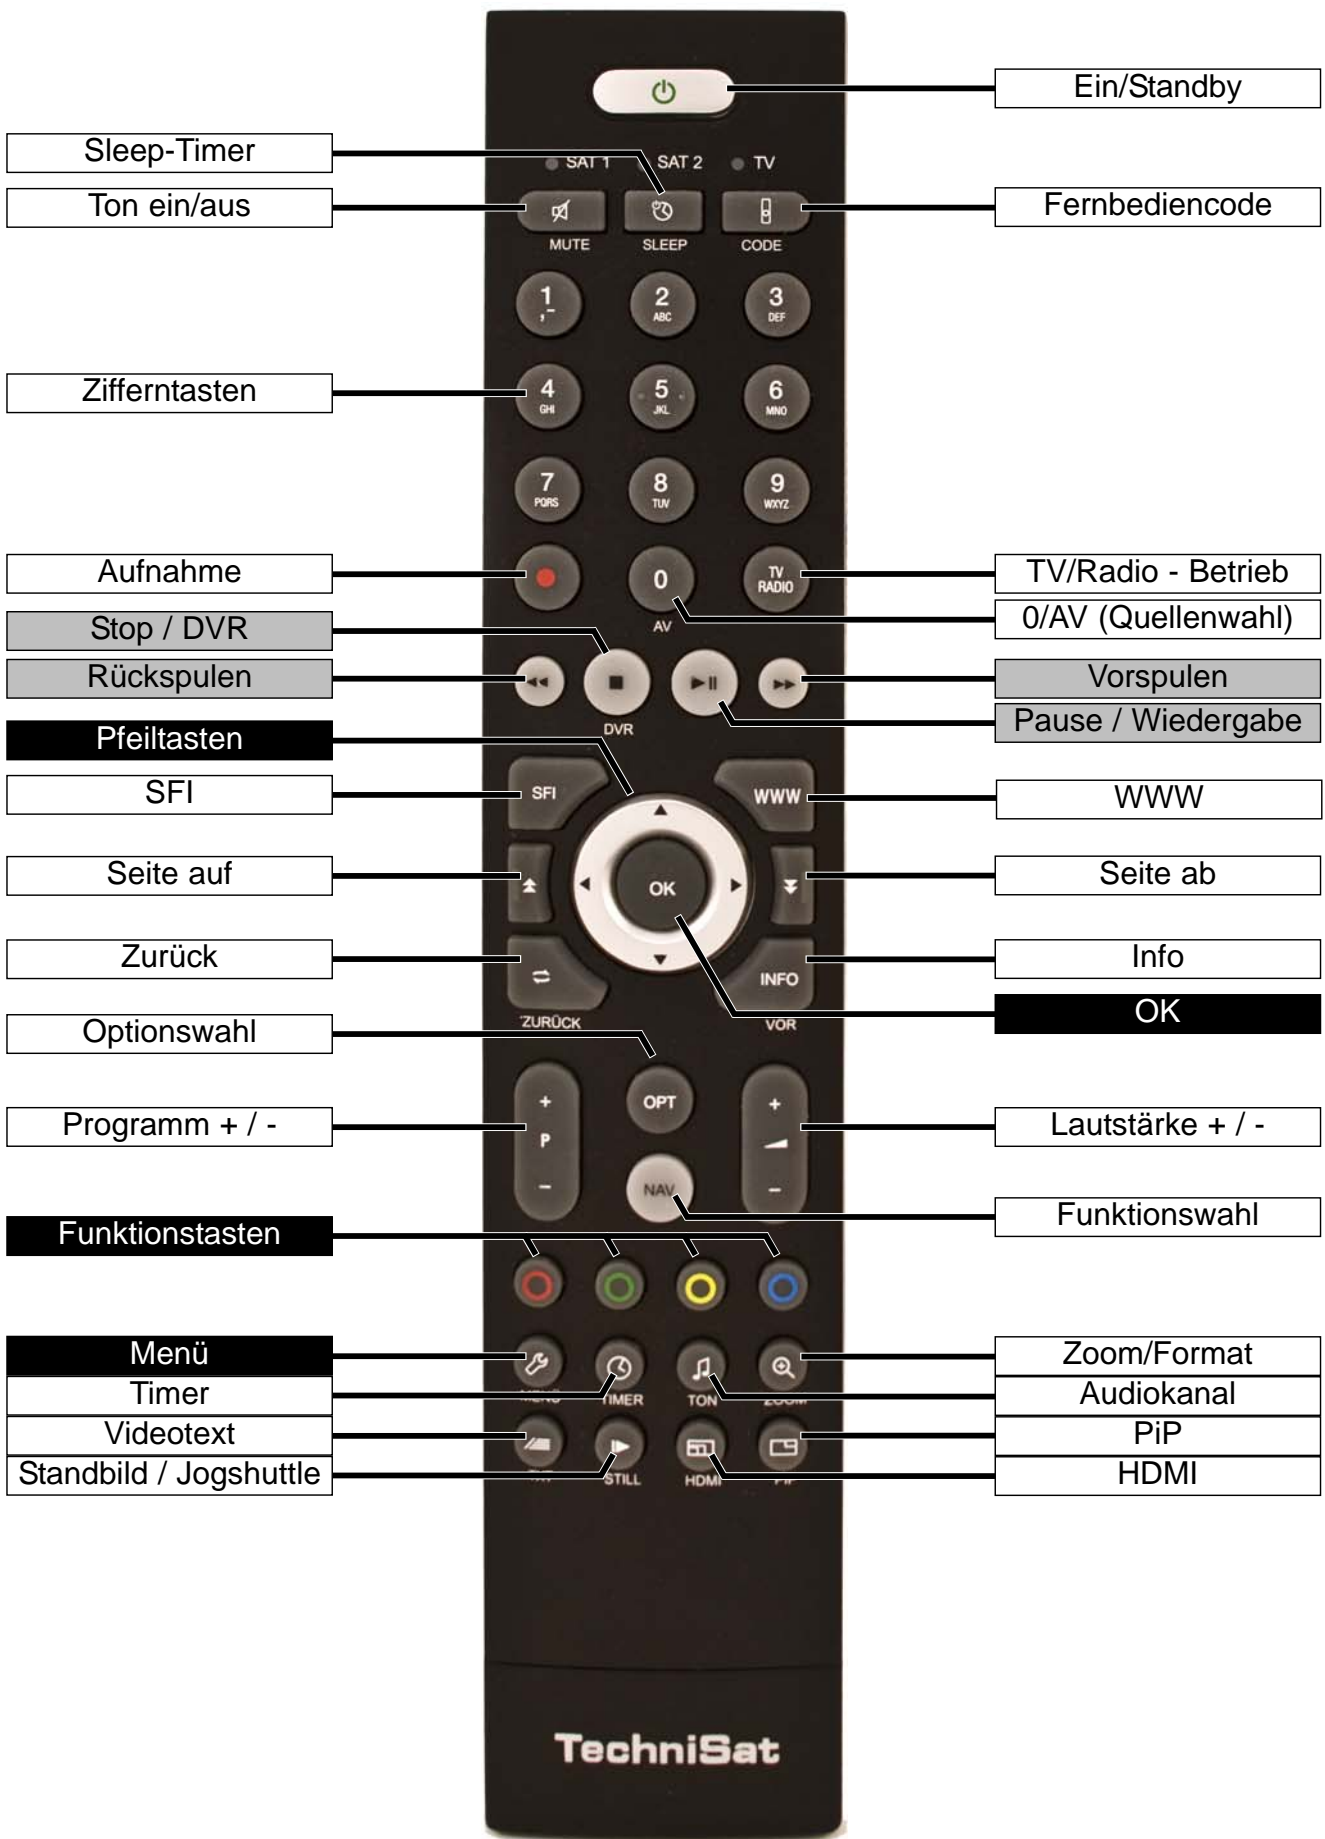 Ein/Standby
Sleep-Timer
SAT 1 SAT 2 TV
Ton ein/aus
Fernbediencode
MUTE SLEEP CODE
1 2 3
,- ABC DEF
Zifferntasten
4 5 6
GHI JKL MNO
7 8 9
PQRS TUV WXYZ
Aufnahme
0
TV
RADIO
TV/Radio - Betrieb
AV
0/AV (Quellenwahl)
Stop / DVR
Rückspulen
Vorspulen
DVR
Pause / Wiedergabe
Pfeiltasten
SFI
SFI
WWW
WWW
Seite auf
OK
Seite ab
Zurück
INFO
Info
ZURÜCK
VOR
OK
Optionswahl
+ OPT +
Programm + / -
P
Lautstärke + / -
- NAV -
Funktionswahl
Funktionstasten
Menü
Zoom/Format
MENÜ TIMER TON ZOOM
Timer
Audiokanal
Videotext
PiP
Standbild / Jogshuttle
TXT STILL HDMI PIP
HDMI
TechniSat